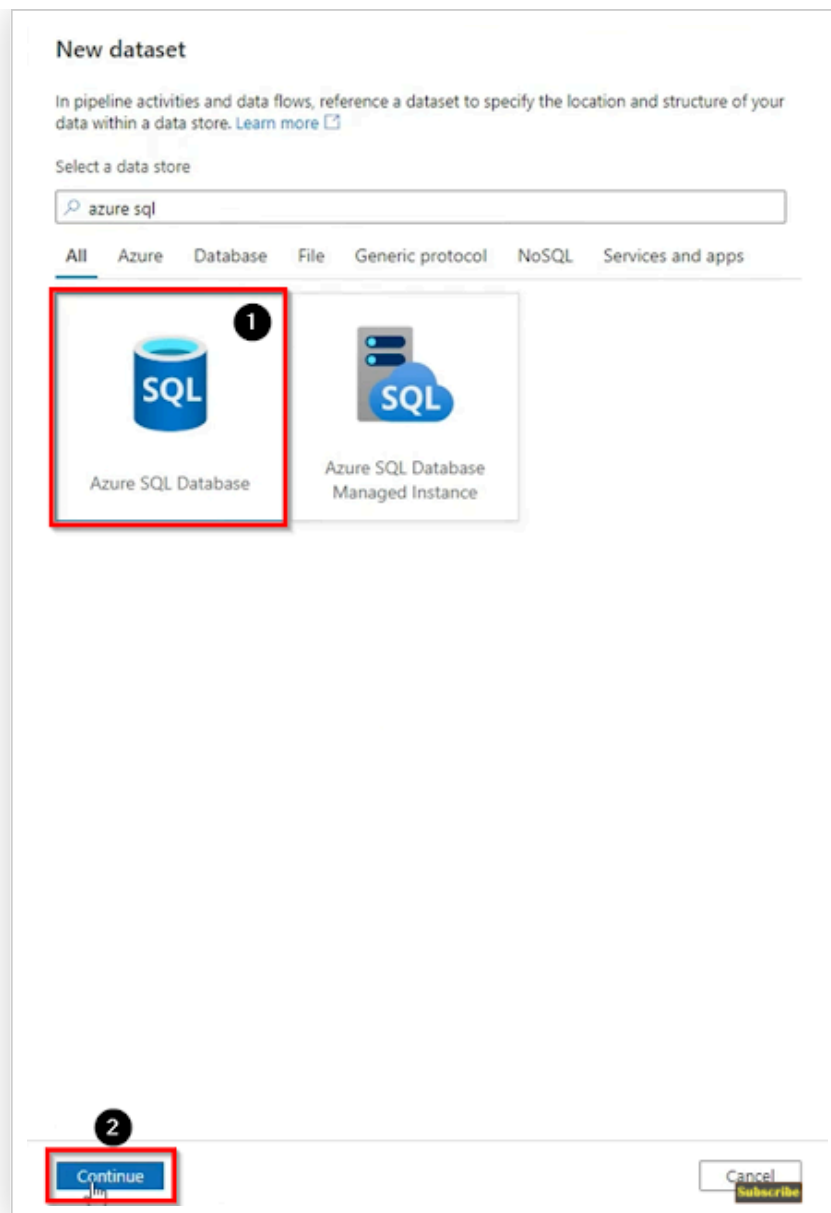 New dataset
In pipeline activities and data flows, reference a dataset to specify the location and structure of your
data within a data store. Learn more
Select a data store
azure sql
All Azure Database File Generic protocol NoSQL Services and apps
1
SQL
SQL
Azure SQL Database
Azure SQL Database
Managed Instance
2
Continue
Cancel
Subscribe